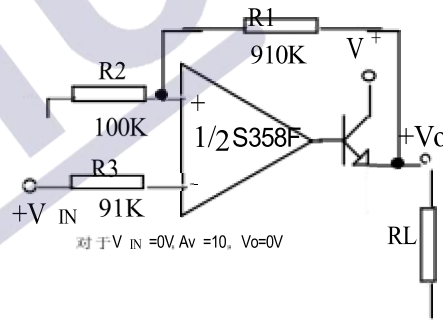 R1
910K
V +
R2
100K
+
1/2S358F
+Vo
R3
91K
-
+V IN
对于V IN =0V, Av =10。Vo=0V
RL